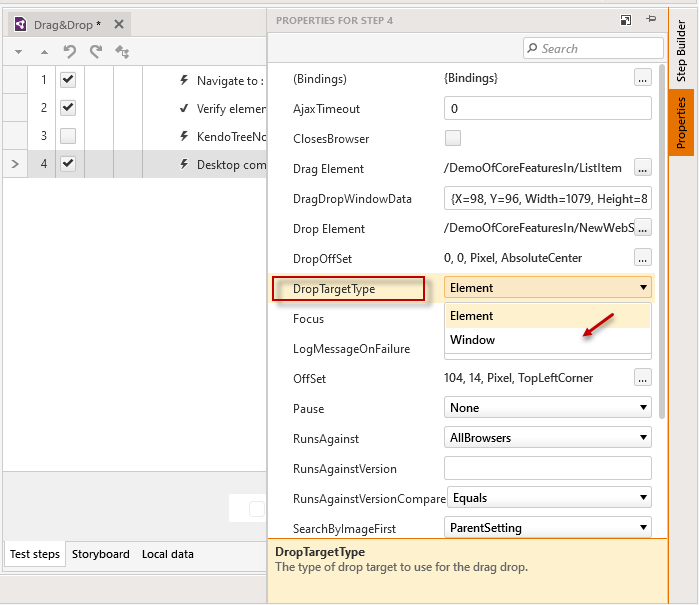 Drag&Drop *
1 Navigate to :
2 Verify elemen
3 KendoTreeNo
4 Desktop com
Test steps Storyboard Local data
PROPERTIES FOR STEP 4
Search
(Bindings) {Bindings} ...
AjaxTimeout 0
ClosesBrowser
Drag Element /DemoOfCoreFeaturesIn/ListItem ...
DragDropWindowData {X=98, Y=96, Width=1079, Height=8
Drop Element /DemoOfCoreFeaturesIn/NewWebS ...
DropOffSet 0, 0, Pixel, AbsoluteCenter ...
DropTargetType Element
Element
Focus
Window
LogMessageOnFailure
OffSet 104, 14, Pixel, TopLeftCorner ...
Pause None
RunsAgainst AllBrowsers
RunsAgainstVersion
RunsAgainstVersionCompare Equals
SearchByImageFirst ParentSetting
DropTargetType
The type of drop target to use for the drag drop.
Step Builder
Properties